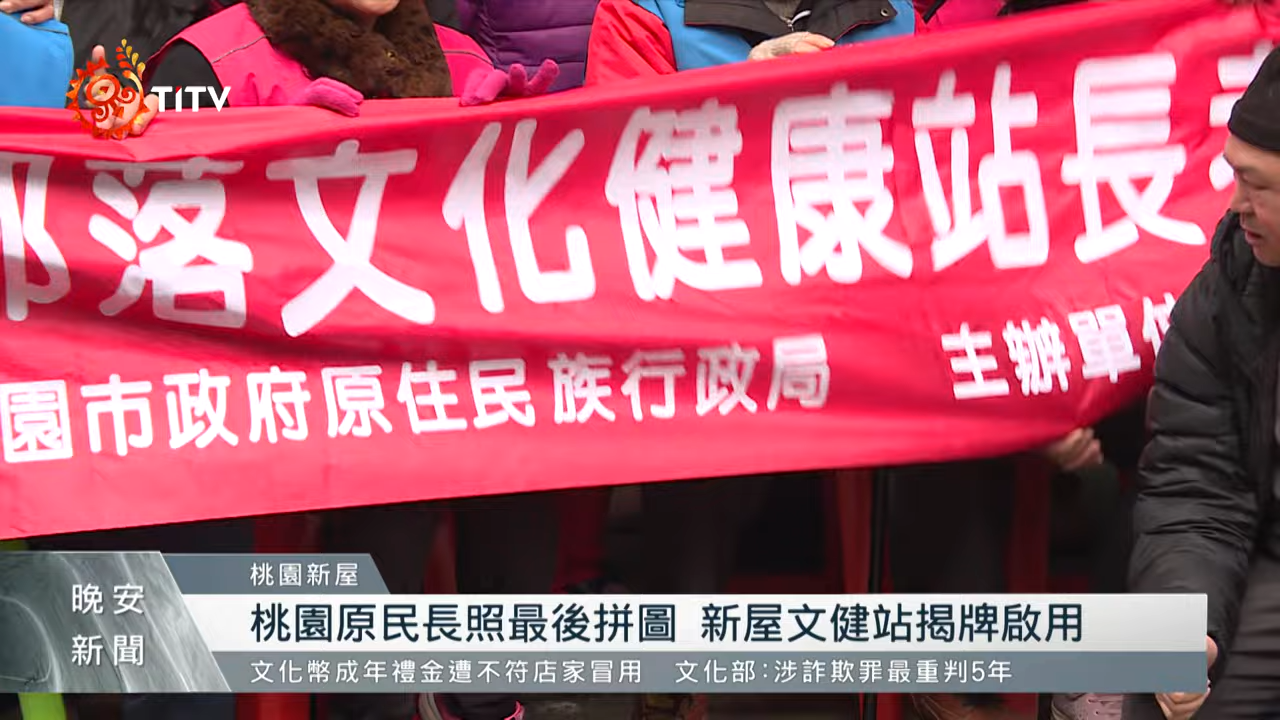 TITV
部落文化健康站長
園市政府原住民族行政局 主辦單位
桃園新屋
晚安
新聞
桃園原民長照最後拼圖 新屋文健站揭牌啟用
文化幣成年禮金遭不符店家冒用 文化部:涉詐欺罪最重判5年